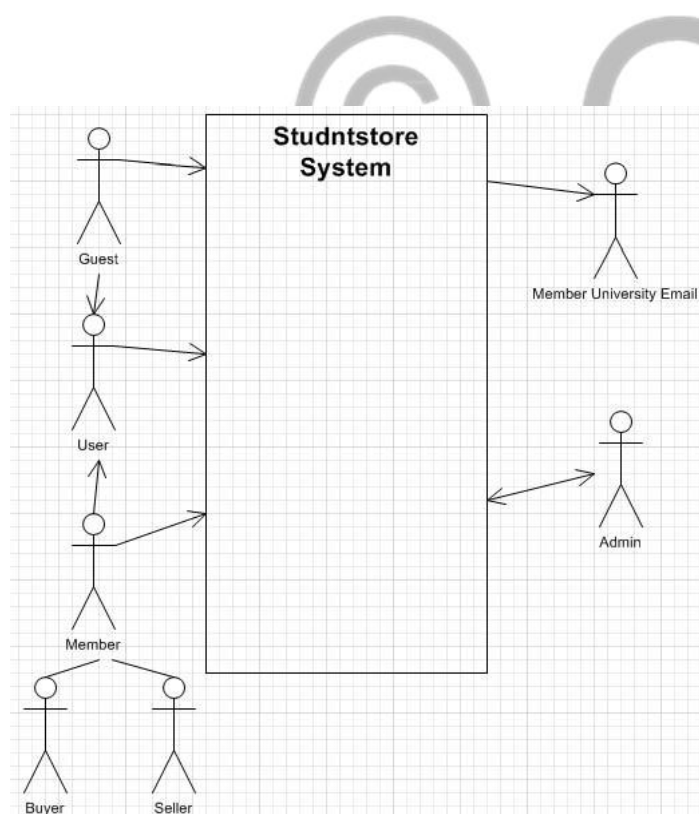 Studntstore
System
Guest
Member University Email
User
Admin
Member
Buyer
Seller